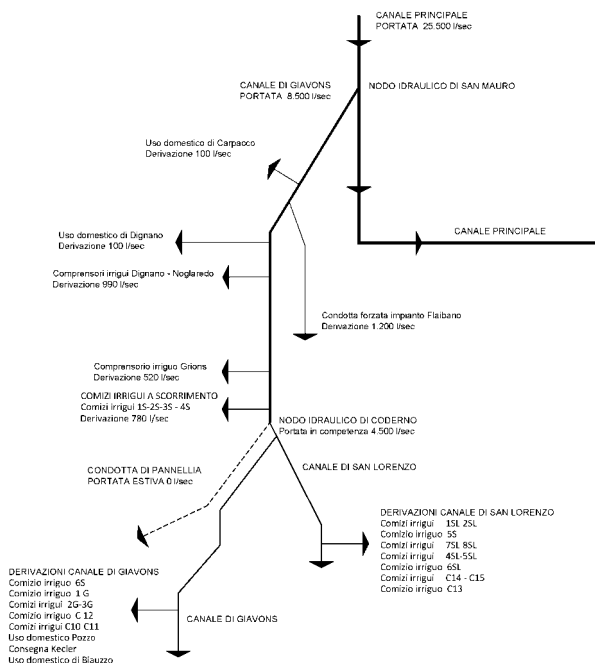 CANALE PRINCIPALE
PORTATA 25.500 l/sec
CANALE DI GIAVONS
PORTATA 8.500 l/sec
NODO IDRAULICO DI SAN MAURO
Uso domestico di Carpacco
Derivazione 100 l/sec
Uso domestico di Dignano
Derivazione 100 l/sec
CANALE PRINCIPALE
Comprensori irrigui Dignano - Nogaredo
Derivazione 990 l/sec
Condotta forzata impianto Flaibano
Derivazione 1.200 l/sec
Comprensorio irriguo Grions
Derivazione 520 l/sec
COMIZI IRRIGUI A SCORRIMENTO
Comizi irrigui 1S-2S-3S - 4S
Derivazione 780 l/sec
NODO IDRAULICO DI CODERNO
Portata in competenza 4.500 l/sec
CANALE DI SAN LORENZO
CONDOTTA DI PANNELLIA
PORTATA ESTIVA 0 l/sec
DERIVAZIONI CANALE DI SAN LORENZO
Comizi irrigui 1SL 2SL
Comizio irriguo 5S
Comizi irrigui 7SL 8SL
Comizi irrigui 4SL-5SL
Comizio irriguo 6SL
Comizi irrigui C14 - C15
Comizio irriguo C13
DERIVAZIONI CANALE DI GIAVONS
Comizio irriguo 6S
Comizio irriguo 1 G
Comizi irrigui 2G-3G
Comizio irriguo C 12
Comizi irrigui C10 C11
Uso domestico Pozzo
Consegna Kecler
Uso domestico di Biauzzo
CANALE DI GIAVONS